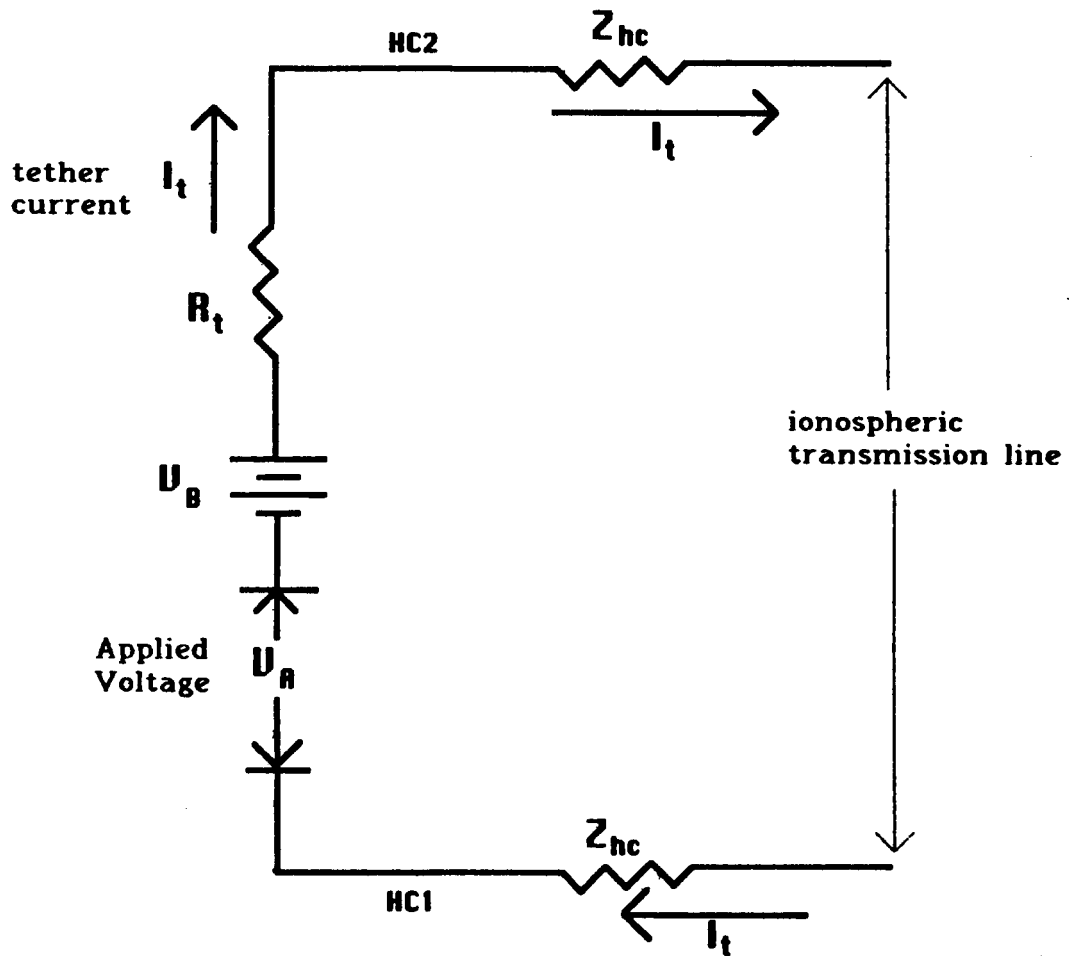 HC2
Z_hc
I_t
tether
current
I_t
R_t
V_B
ionospheric
transmission line
Applied
Voltage
V_A
Z_hc
HC1
I_t